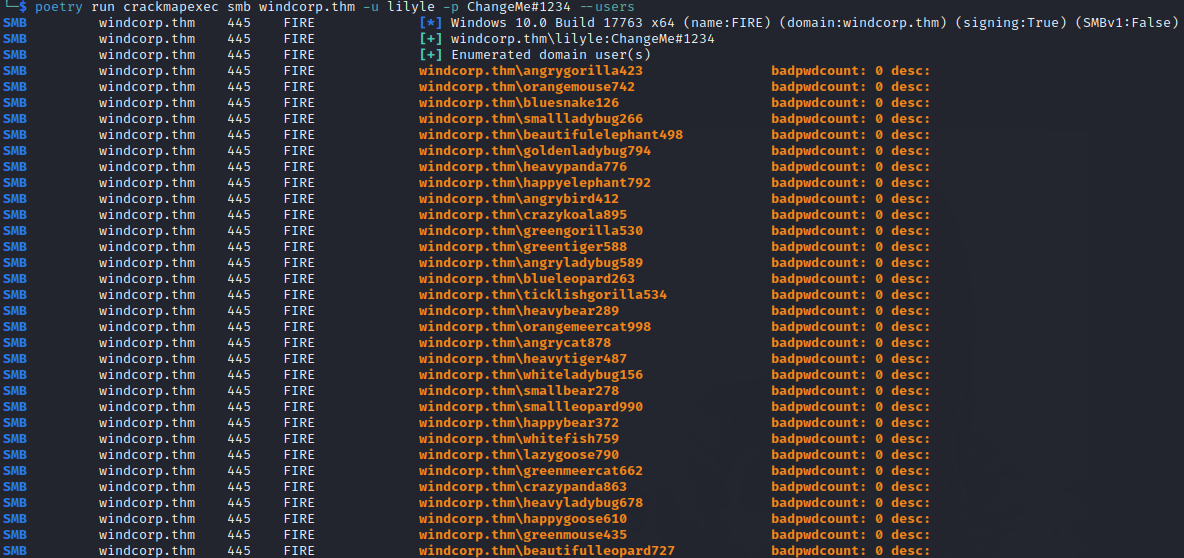 └─$ poetry run crackmapexec smb windcorp.thm -u lilyle -p ChangeMe#1234 --users
SMB windcorp.thm 445 FIRE [*] Windows 10.0 Build 17763 x64 (name:FIRE) (domain:windcorp.thm) (signing:True) (SMBv1:False)
SMB windcorp.thm 445 FIRE [+] windcorp.thm\lilyle:ChangeMe#1234
SMB windcorp.thm 445 FIRE [+] Enumerated domain user(s)
SMB windcorp.thm 445 FIRE windcorp.thm\angrygorilla423 badpwdcount: 0 desc:
SMB windcorp.thm 445 FIRE windcorp.thm\orangemouse742 badpwdcount: 0 desc:
SMB windcorp.thm 445 FIRE windcorp.thm\bluesnake126 badpwdcount: 0 desc:
SMB windcorp.thm 445 FIRE windcorp.thm\smallladybug266 badpwdcount: 0 desc:
SMB windcorp.thm 445 FIRE windcorp.thm\beautifulelephant498 badpwdcount: 0 desc:
SMB windcorp.thm 445 FIRE windcorp.thm\goldenladybug794 badpwdcount: 0 desc:
SMB windcorp.thm 445 FIRE windcorp.thm\heavypanda776 badpwdcount: 0 desc:
SMB windcorp.thm 445 FIRE windcorp.thm\happyelephant792 badpwdcount: 0 desc:
SMB windcorp.thm 445 FIRE windcorp.thm\angrybird412 badpwdcount: 0 desc:
SMB windcorp.thm 445 FIRE windcorp.thm\crazykoala895 badpwdcount: 0 desc:
SMB windcorp.thm 445 FIRE windcorp.thm\greengorilla530 badpwdcount: 0 desc:
SMB windcorp.thm 445 FIRE windcorp.thm\greentiger588 badpwdcount: 0 desc:
SMB windcorp.thm 445 FIRE windcorp.thm\angryladybug589 badpwdcount: 0 desc:
SMB windcorp.thm 445 FIRE windcorp.thm\blueleopard263 badpwdcount: 0 desc:
SMB windcorp.thm 445 FIRE windcorp.thm\ticklishgorilla534 badpwdcount: 0 desc:
SMB windcorp.thm 445 FIRE windcorp.thm\heavybear289 badpwdcount: 0 desc:
SMB windcorp.thm 445 FIRE windcorp.thm\orangemeercat998 badpwdcount: 0 desc:
SMB windcorp.thm 445 FIRE windcorp.thm\angrycat878 badpwdcount: 0 desc:
SMB windcorp.thm 445 FIRE windcorp.thm\heavytiger487 badpwdcount: 0 desc:
SMB windcorp.thm 445 FIRE windcorp.thm\whiteladybug156 badpwdcount: 0 desc:
SMB windcorp.thm 445 FIRE windcorp.thm\smallbear278 badpwdcount: 0 desc:
SMB windcorp.thm 445 FIRE windcorp.thm\smallleopard990 badpwdcount: 0 desc:
SMB windcorp.thm 445 FIRE windcorp.thm\happybear372 badpwdcount: 0 desc:
SMB windcorp.thm 445 FIRE windcorp.thm\whitefish759 badpwdcount: 0 desc:
SMB windcorp.thm 445 FIRE windcorp.thm\lazygoose790 badpwdcount: 0 desc:
SMB windcorp.thm 445 FIRE windcorp.thm\greenmeercat662 badpwdcount: 0 desc:
SMB windcorp.thm 445 FIRE windcorp.thm\crazypanda863 badpwdcount: 0 desc:
SMB windcorp.thm 445 FIRE windcorp.thm\heavyladybug678 badpwdcount: 0 desc:
SMB windcorp.thm 445 FIRE windcorp.thm\happygoose610 badpwdcount: 0 desc:
SMB windcorp.thm 445 FIRE windcorp.thm\greenmouse435 badpwdcount: 0 desc:
SMB windcorp.thm 445 FIRE windcorp.thm\beautifulleopard727 badpwdcount: 0 desc: